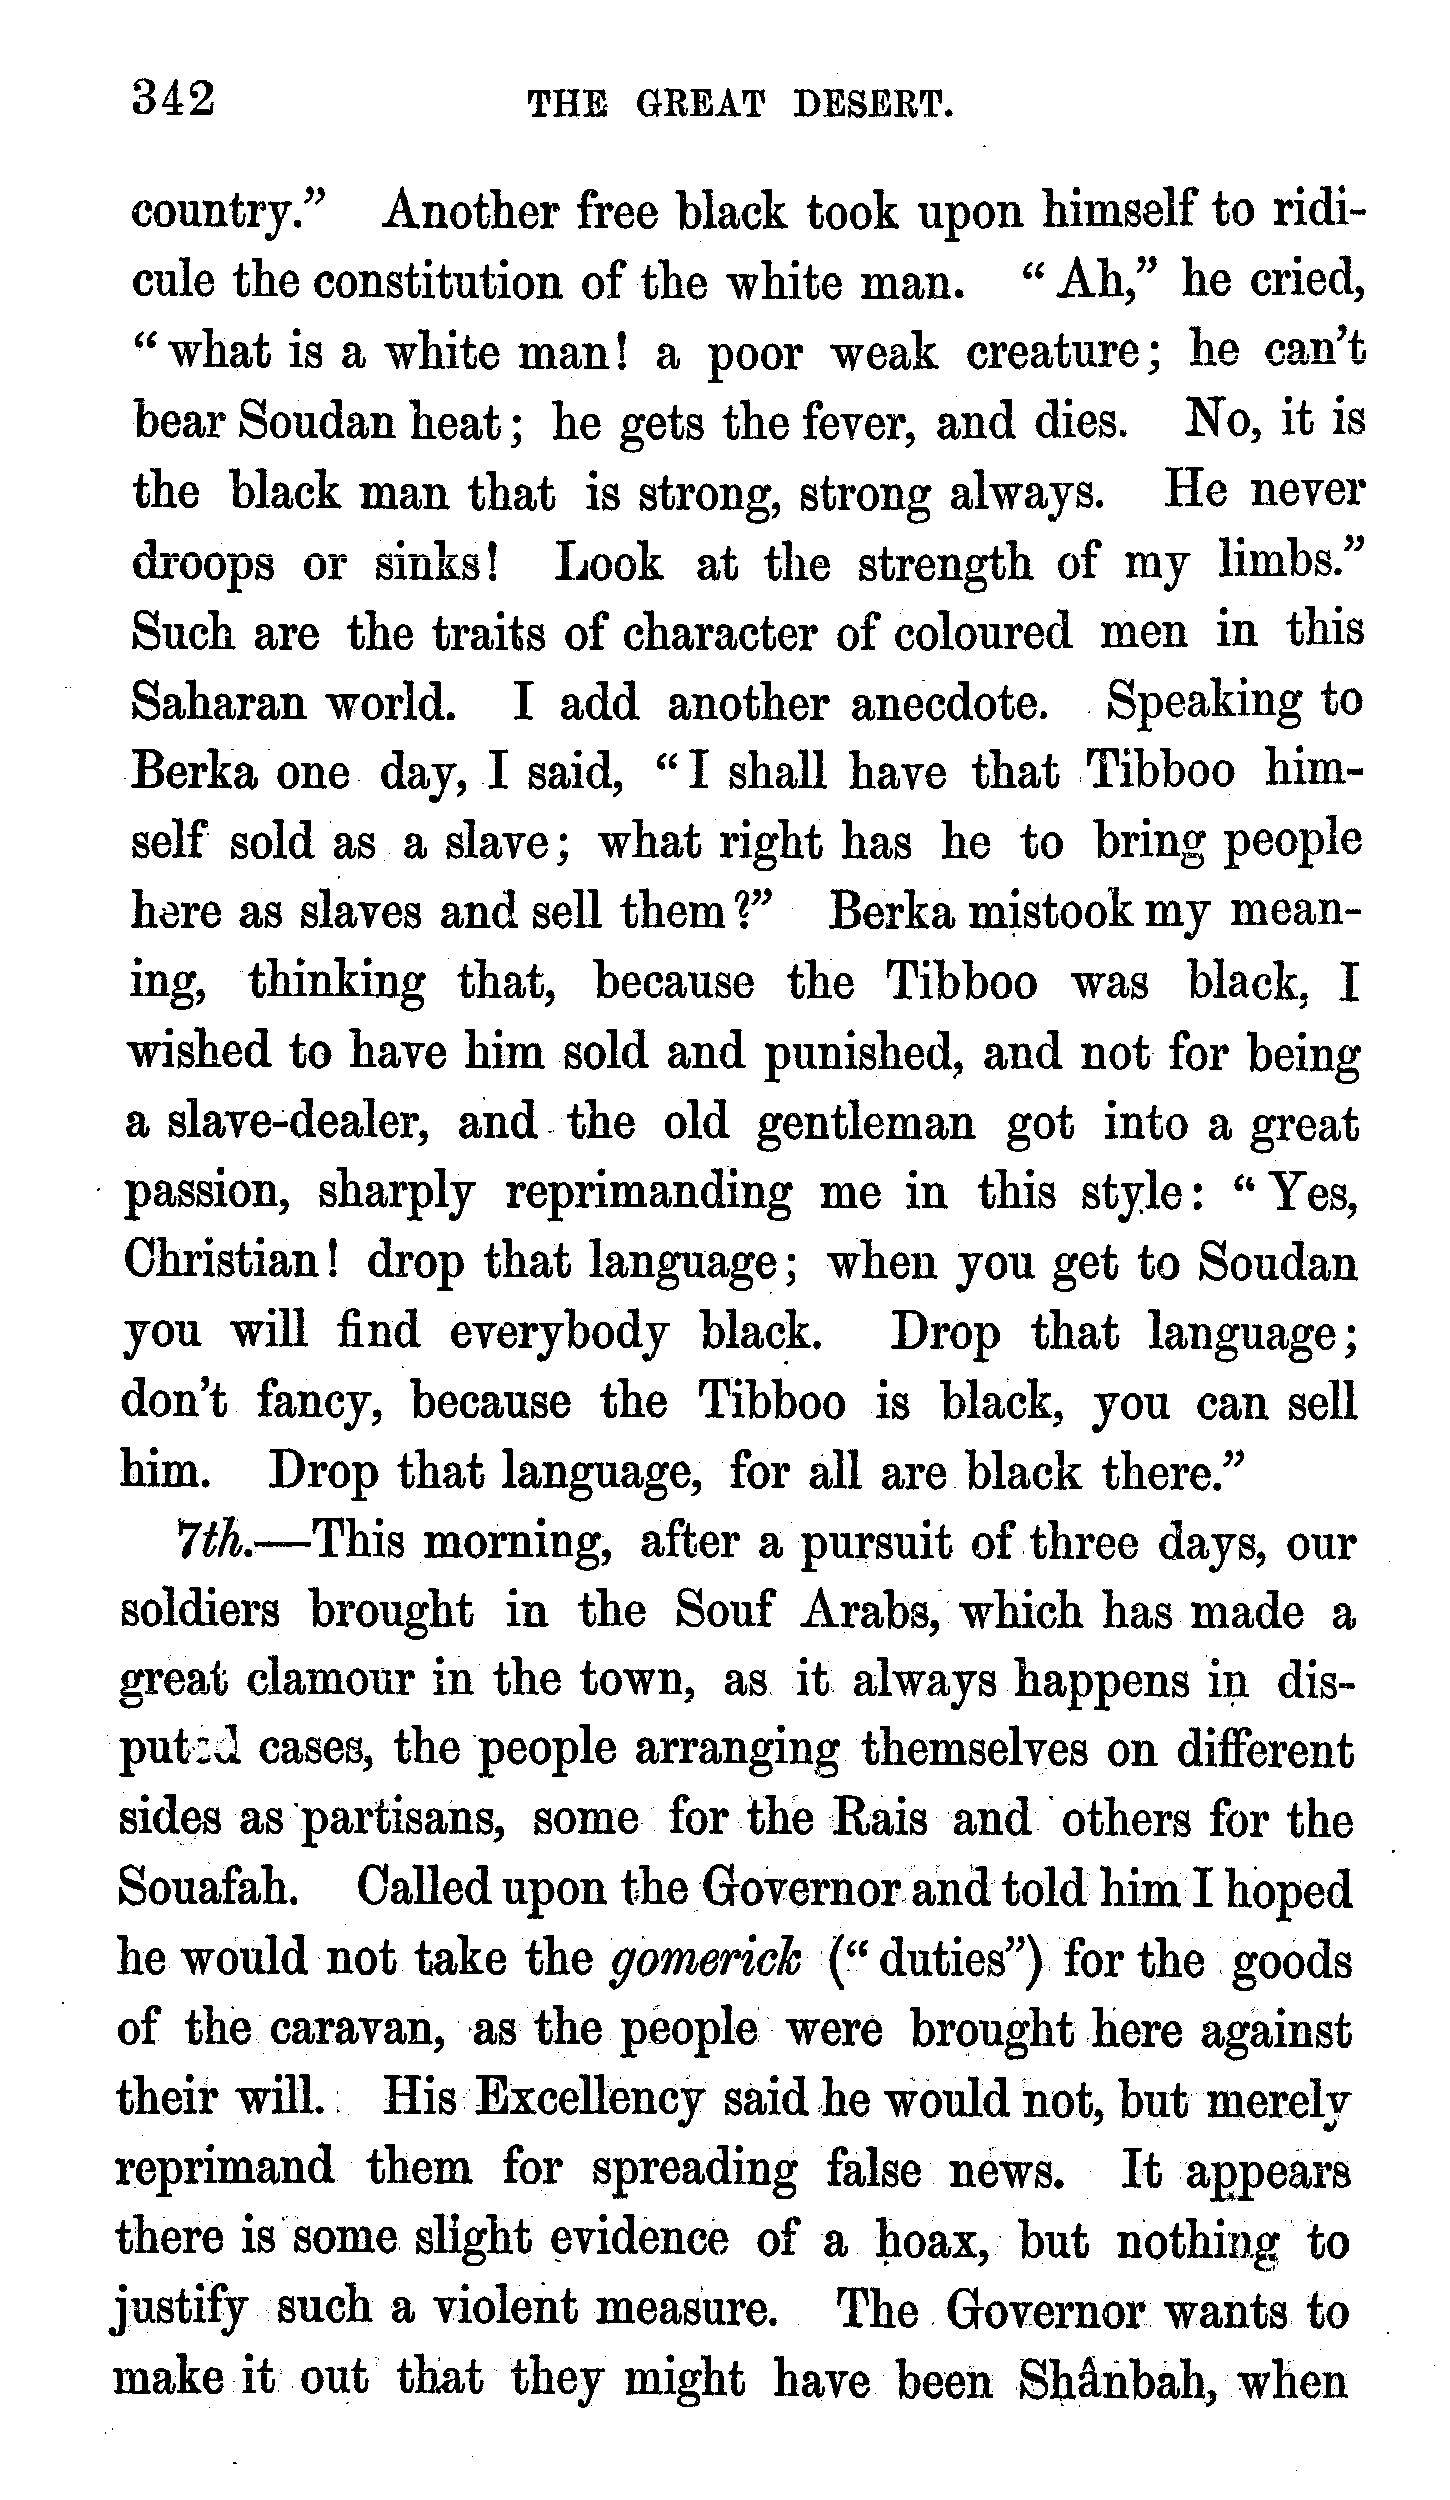 342 THE GREAT DESERT.
country.” Another free black took upon himself to ridi-
cule the constitution of the white man. “Ah,” he cried,
“what is a white man! a poor weak creature; he can’t
bear Soudan heat; he gets the fever, and dies. No, it is
the black man that is strong, strong always. He never
droops or sinks! Look at the strength of my limbs.”
Such are the traits of character of coloured men in this
Saharan world. I add another anecdote. Speaking to
Berka one day, I said, “I shall have that Tibboo him-
self sold as a slave; what right has he to bring people
here as slaves and sell them?” Berka mistook my mean-
ing, thinking that, because the Tibboo was black, I
wished to have him sold and punished, and not for being
a slave-dealer, and the old gentleman got into a great
passion, sharply reprimanding me in this style: “Yes,
Christian! drop that language; when you get to Soudan
you will find everybody black. Drop that language;
don’t fancy, because the Tibboo is black, you can sell
him. Drop that language, for all are black there.”
7th.—This morning, after a pursuit of three days, our
soldiers brought in the Souf Arabs, which has made a
great clamour in the town, as it always happens in dis-
puted cases, the people arranging themselves on different
sides as partisans, some for the Rais and others for the
Souafah. Called upon the Governor and told him I hoped
he would not take the gomerick (“duties”) for the goods
of the caravan, as the people were brought here against
their will. His Excellency said he would not, but merely
reprimand them for spreading false news. It appears
there is some slight evidence of a hoax, but nothing to
justify such a violent measure. The Governor wants to
make it out that they might have been Shânbah, when